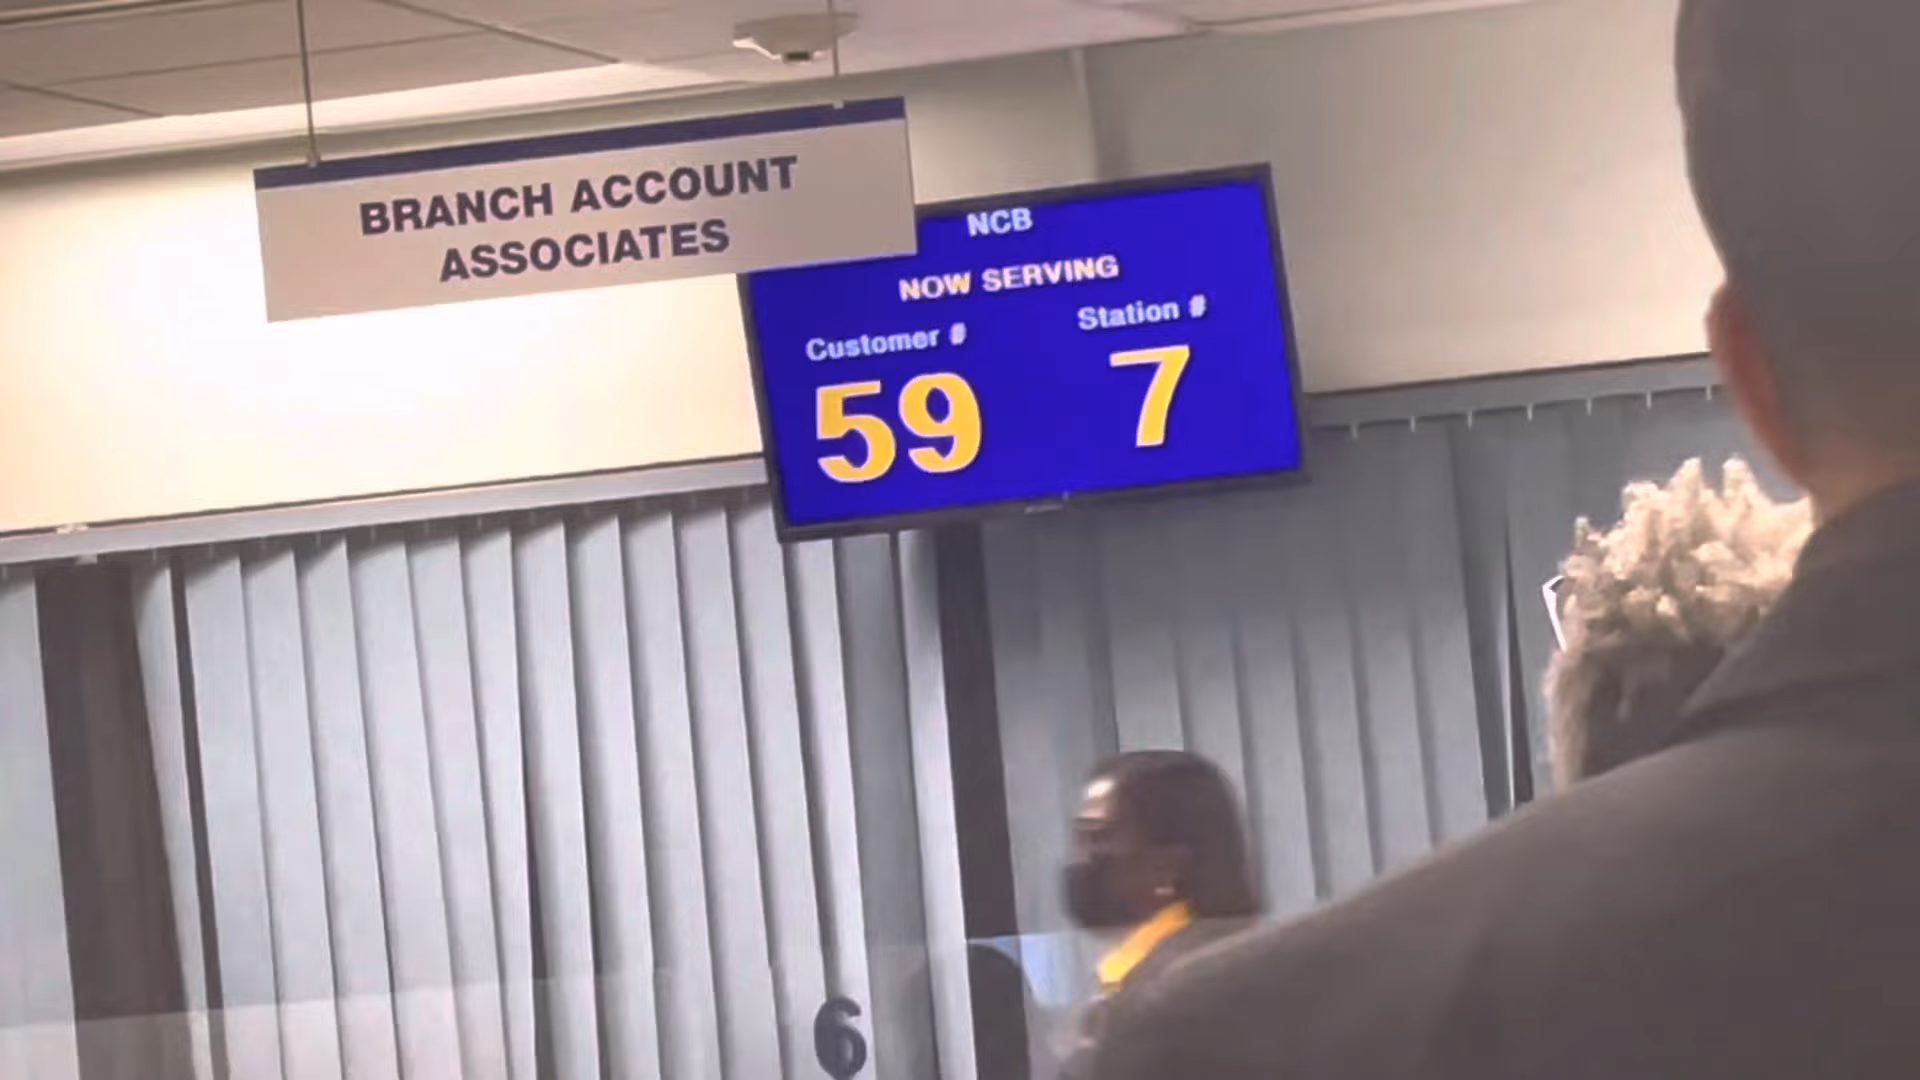 BRANCH ACCOUNT
ASSOCIATES
NCB
NOW SERVING
Customer # Station #
59 7
6